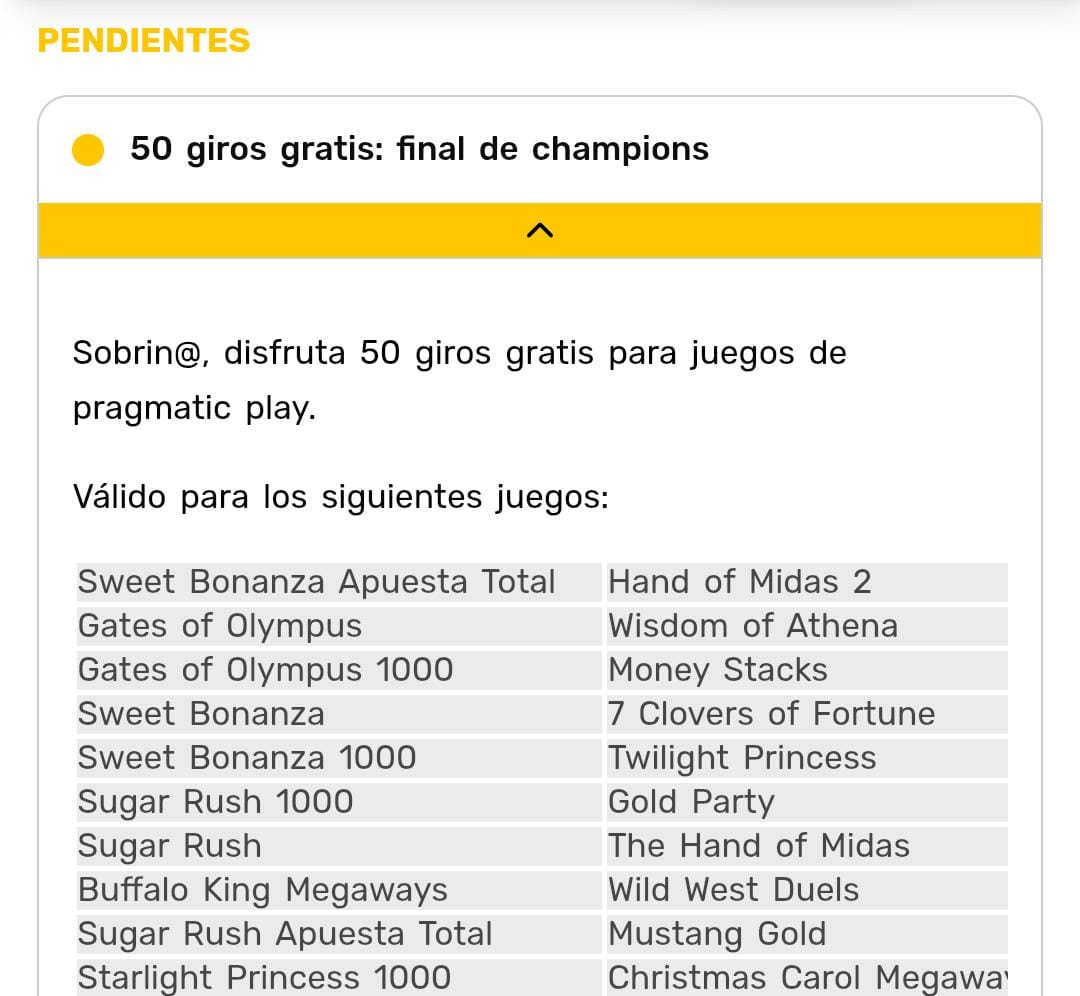 PENDIENTES
50 giros gratis: final de champions
Sobrin@, disfruta 50 giros gratis para juegos de
pragmatic play.
Válido para los siguientes juegos:
Sweet Bonanza Apuesta Total Hand of Midas 2
Gates of Olympus Wisdom of Athena
Gates of Olympus 1000 Money Stacks
Sweet Bonanza 7 Clovers of Fortune
Sweet Bonanza 1000 Twilight Princess
Sugar Rush 1000 Gold Party
Sugar Rush The Hand of Midas
Buffalo King Megaways Wild West Duels
Sugar Rush Apuesta Total Mustang Gold
Starlight Princess 1000 Christmas Carol Megaway